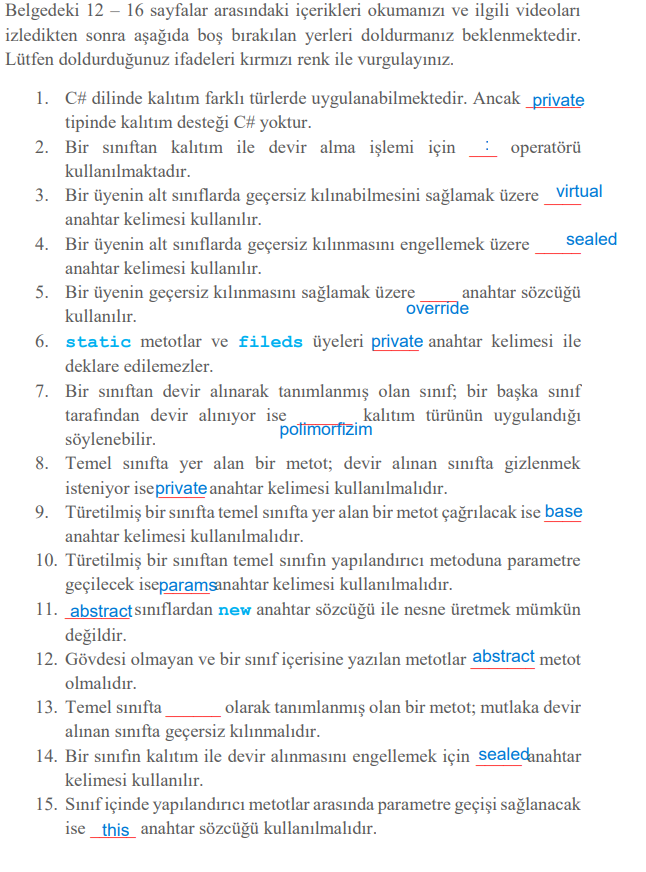 Belgedeki 12 – 16 sayfalar arasındaki içerikleri okumanızı ve ilgili videoları
izledikten sonra aşağıda boş bırakılan yerleri doldurmanız beklenmektedir.
Lütfen doldurduğunuz ifadeleri kırmızı renk ile vurgulayınız.
1. C# dilinde kalıtım farklı türlerde uygulanabilmektedir. Ancak private
tipinde kalıtım desteği C# yoktur.
2. Bir sınıftan kalıtım ile devir alma işlemi için : operatörü
kullanılmaktadır.
3. Bir üyenin alt sınıflarda geçersiz kılınabilmesini sağlamak üzere virtual
anahtar kelimesi kullanılır.
4. Bir üyenin alt sınıflarda geçersiz kılınmasını engellemek üzere sealed
anahtar kelimesi kullanılır.
5. Bir üyenin geçersiz kılınmasını sağlamak üzere override anahtar sözcüğü
kullanılır.
6. static metotlar ve fileds üyeleri private anahtar kelimesi ile
deklare edilemezler.
7. Bir sınıftan devir alınarak tanımlanmış olan sınıf; bir başka sınıf
tarafından devir alınıyor ise polimorfizim kalıtım türünün uygulandığı
söylenebilir.
8. Temel sınıfta yer alan bir metot; devir alınan sınıfta gizlenmek
isteniyor ise private anahtar kelimesi kullanılmalıdır.
9. Türetilmiş bir sınıfta temel sınıfta yer alan bir metot çağrılacak ise base
anahtar kelimesi kullanılmalıdır.
10. Türetilmiş bir sınıftan temel sınıfın yapılandırıcı metoduna parametre
geçilecek ise params anahtar kelimesi kullanılmalıdır.
11. abstract sınıflardan new anahtar sözcüğü ile nesne üretmek mümkün
değildir.
12. Gövdesi olmayan ve bir sınıf içerisine yazılan metotlar abstract metot
olmalıdır.
13. Temel sınıfta ______ olarak tanımlanmış olan bir metot; mutlaka devir
alınan sınıfta geçersiz kılınmalıdır.
14. Bir sınıfın kalıtım ile devir alınmasını engellemek için sealed anahtar
kelimesi kullanılır.
15. Sınıf içinde yapılandırıcı metotlar arasında parametre geçişi sağlanacak
ise this anahtar sözcüğü kullanılmalıdır.